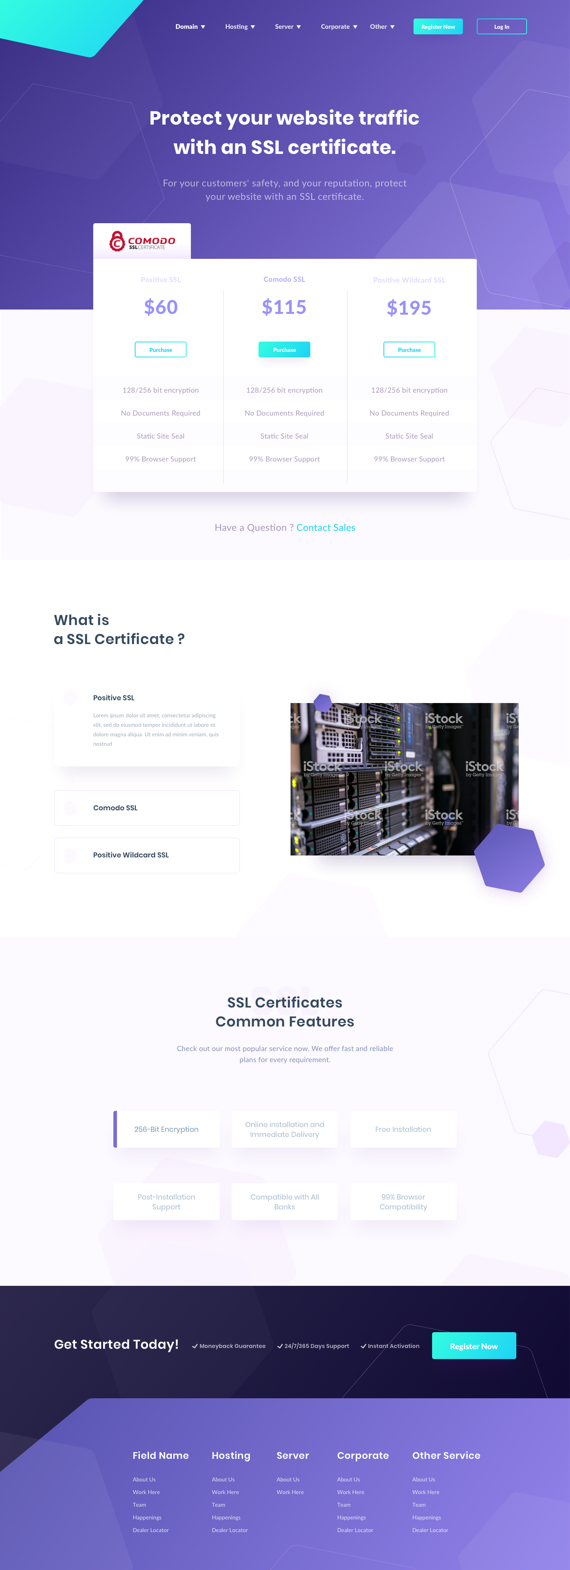 Domain
Hosting
Server
Corporate
Other
Register Now
Log In
Protect your website traffic
with an SSL certificate.
For your customers' safety, and your reputation, protect
your website with an SSL certificate.
COMODO
SSL CERTIFICATE
Positive SSL
Comodo SSL
Positive Wildcard SSL
$60
$115
$195
Purchase
Purchase
Purchase
128/256 bit encryption
128/256 bit encryption
128/256 bit encryption
No Documents Required
No Documents Required
No Documents Required
Static Site Seal
Static Site Seal
Static Site Seal
99% Browser Support
99% Browser Support
99% Browser Support
Have a Question ? Contact Sales
What is
a SSL Certificate ?
Positive SSL
Lorem ipsum dolor sit amet, consectetur adipiscing
elit, sed do eiusmod tempor incididunt ut labore et
dolore magna aliqua. Ut enim ad minim veniam, quis
nostrud
Comodo SSL
Positive Wildcard SSL
iStock
by Getty Images
iStock
by Getty Images
iStock
by Getty Images
iStock
by Getty Images
iStock
by Getty Images
iStock
by Getty Images
SSL Certificates
Common Features
Check out our most popular service now. We offer fast and reliable
plans for every requirement.
256-Bit Encryption
Online installation and
Immediate Delivery
Free Installation
Post-Installation
Support
Compatible with All
Banks
99% Browser
Compatibility
Get Started Today!
Moneyback Guarantee
24/7/365 Days Support
Instant Activation
Register Now
Field Name
Hosting
Server
Corporate
Other Service
About Us
About Us
About Us
About Us
About Us
Work Here
Work Here
Work Here
Work Here
Work Here
Team
Team
Team
Team
Happenings
Happenings
Happenings
Happenings
Dealer Locator
Dealer Locator
Dealer Locator
Dealer Locator